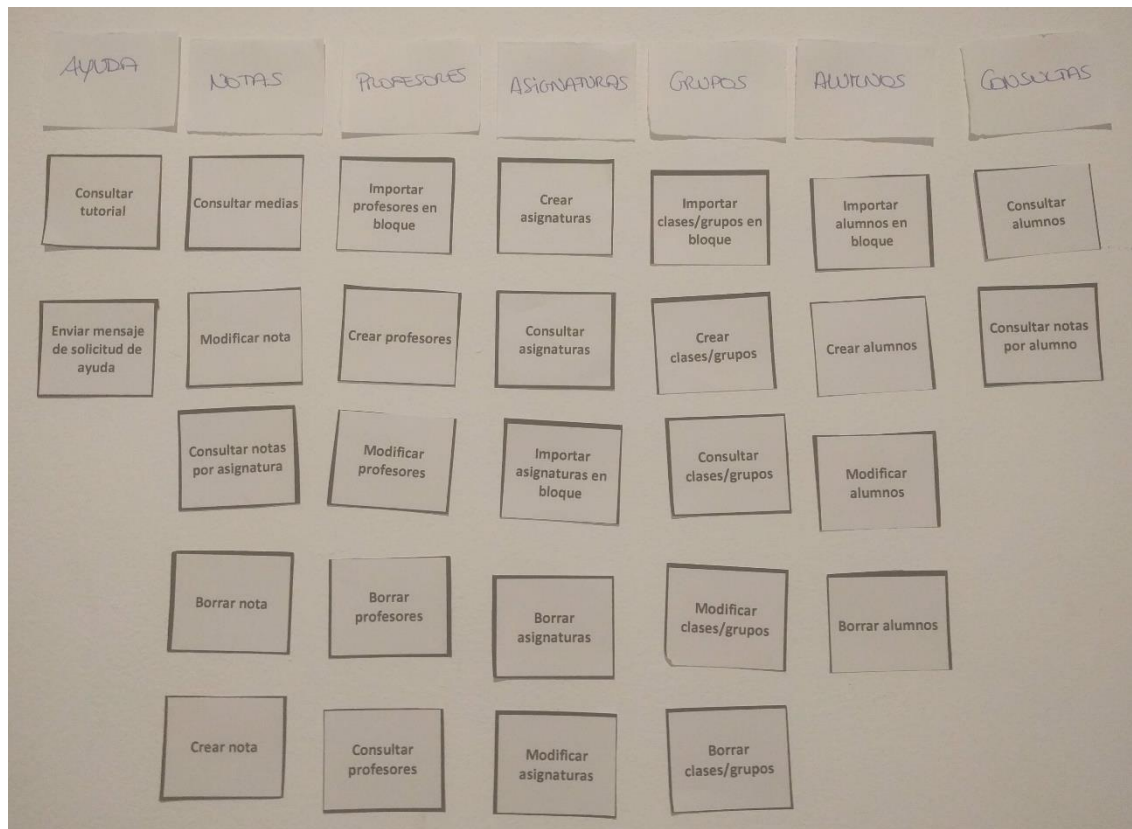 AYUDA
NOTAS
PROFESORES
ASIGNATURAS
GRUPOS
ALUMNOS
CONSULTAS
Consultar
tutorial
Consultar medias
Importar
profesores en
bloque
Crear
asignaturas
Importar
clases/grupos en
bloque
Importar
alumnos en
bloque
Consultar
alumnos
Enviar mensaje
de solicitud de
ayuda
Modificar nota
Crear profesores
Consultar
asignaturas
Crear
clases/grupos
Crear alumnos
Consultar notas
por alumno
Consultar notas
por asignatura
Modificar
profesores
Importar
asignaturas en
bloque
Consultar
clases/grupos
Modificar
alumnos
Borrar nota
Borrar
profesores
Borrar
asignaturas
Modificar
clases/grupos
Borrar alumnos
Crear nota
Consultar
profesores
Modificar
asignaturas
Borrar
clases/grupos